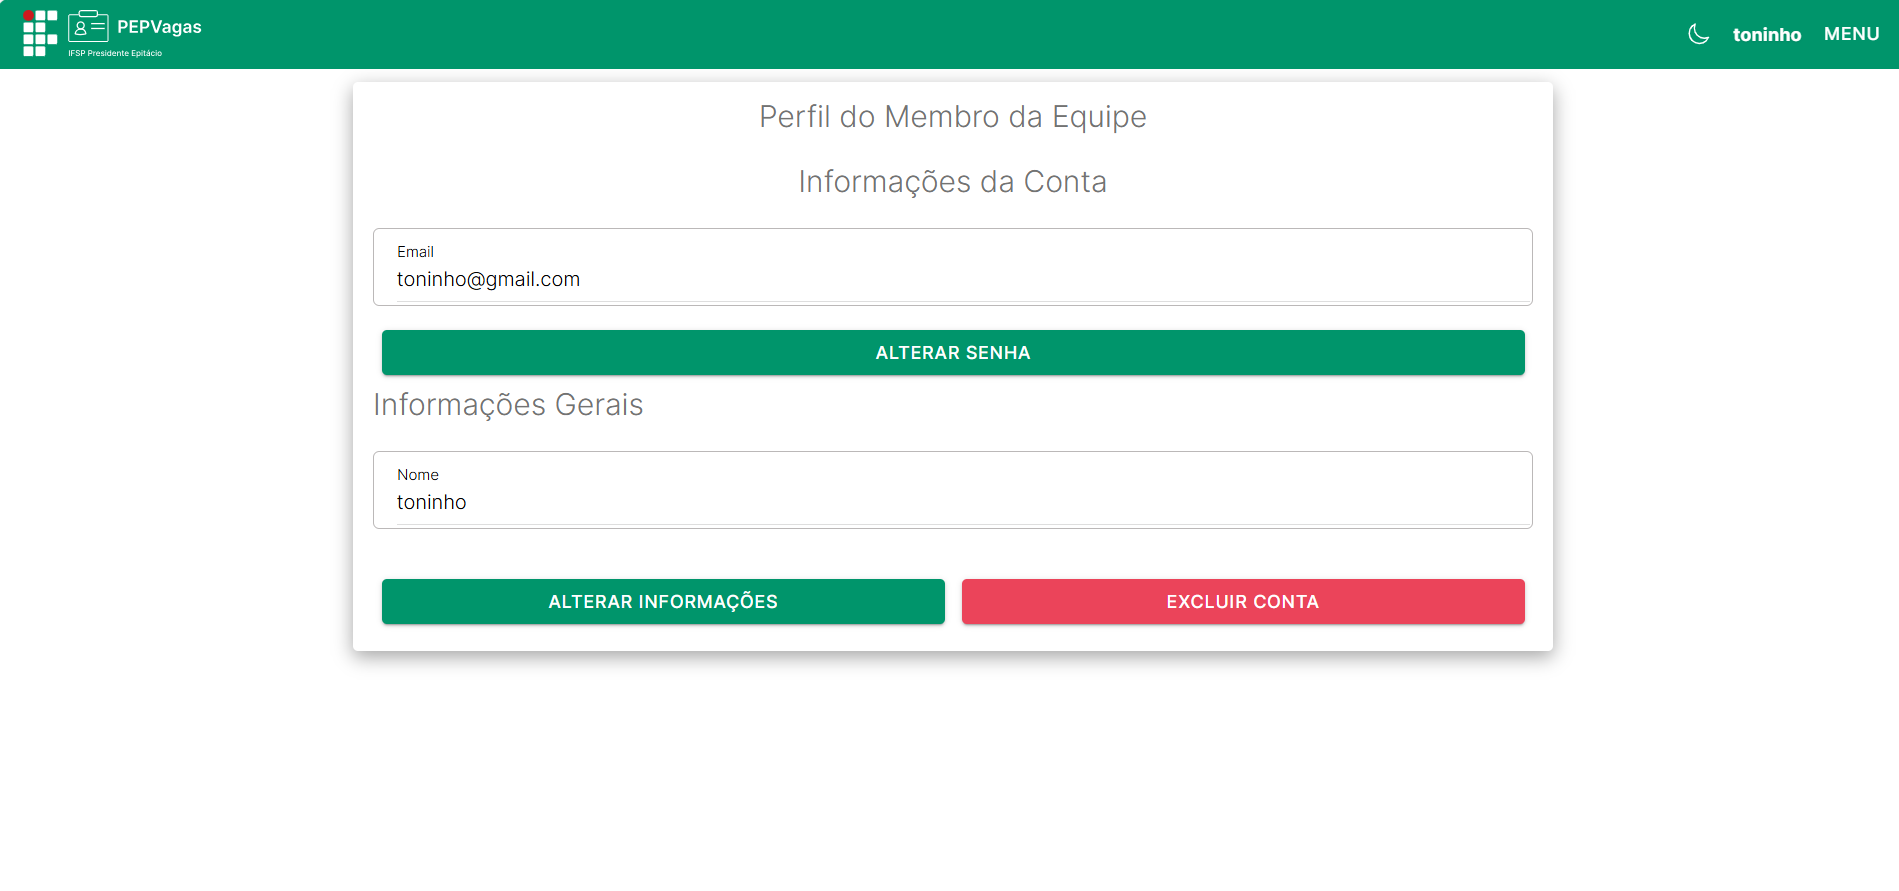 PEPVagas
IFSP Presidente Epitácio
toninho MENU
Perfil do Membro da Equipe
Informações da Conta
Email
toninho@gmail.com
ALTERAR SENHA
Informações Gerais
Nome
toninho
ALTERAR INFORMAÇÕES EXCLUIR CONTA